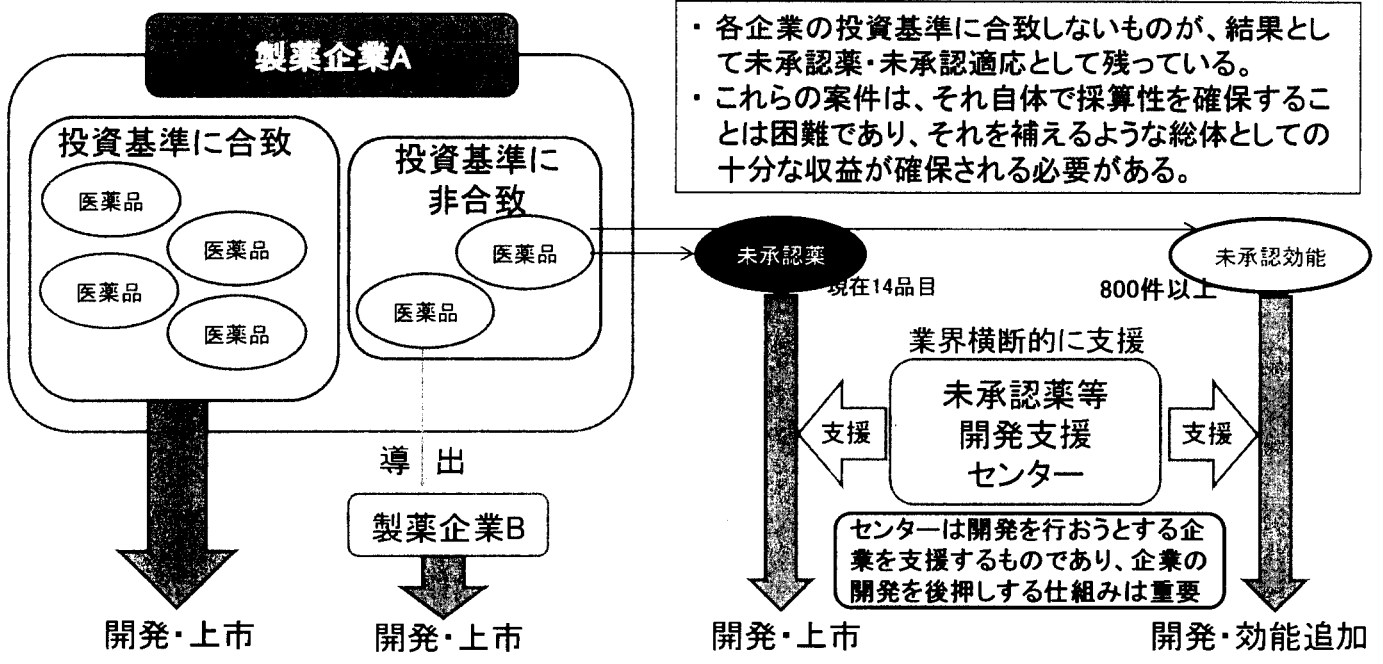 製薬企業A
投資基準に合致
医薬品
医薬品
医薬品
医薬品
投資基準に
非合致
医薬品
医薬品
導 出
製薬企業B
開発・上市
開発・上市
・ 各企業の投資基準に合致しないものが、結果とし
て未承認薬・未承認適応として残っている。
・ これらの案件は、それ自体で採算性を確保するこ
とは困難であり、それを補えるような総体としての
十分な収益が確保される必要がある。
未承認薬
現在14品目
未承認効能
800件以上
業界横断的に支援
未承認薬等
開発支援
センター
支援
支援
センターは開発を行おうとする企
業を支援するものであり、企業の
開発を後押しする仕組みは重要
開発・上市
開発・効能追加